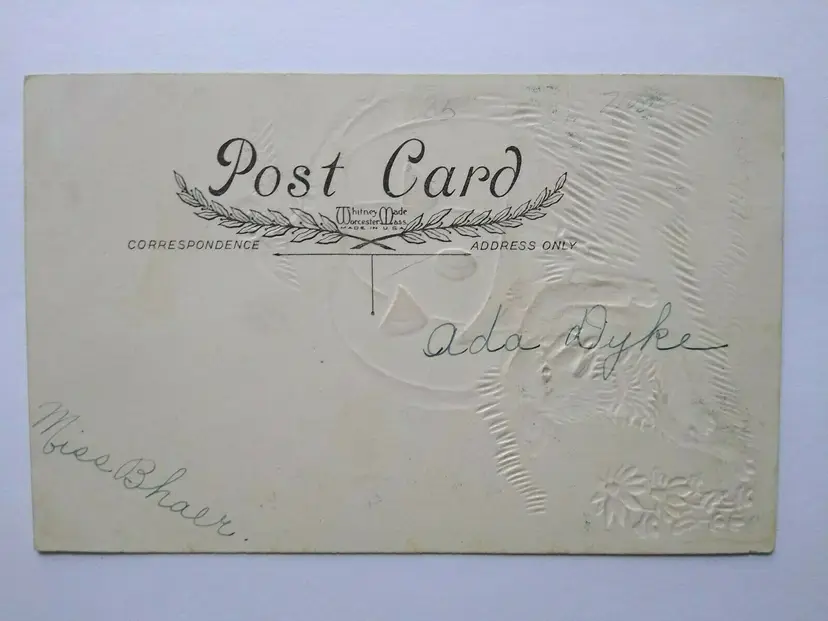 Post Card
Whitney Made
Worcester Mass
MADE IN U.S.A.
CORRESPONDENCE
ADDRESS ONLY
Ada Dyke
Miss Bhaer.